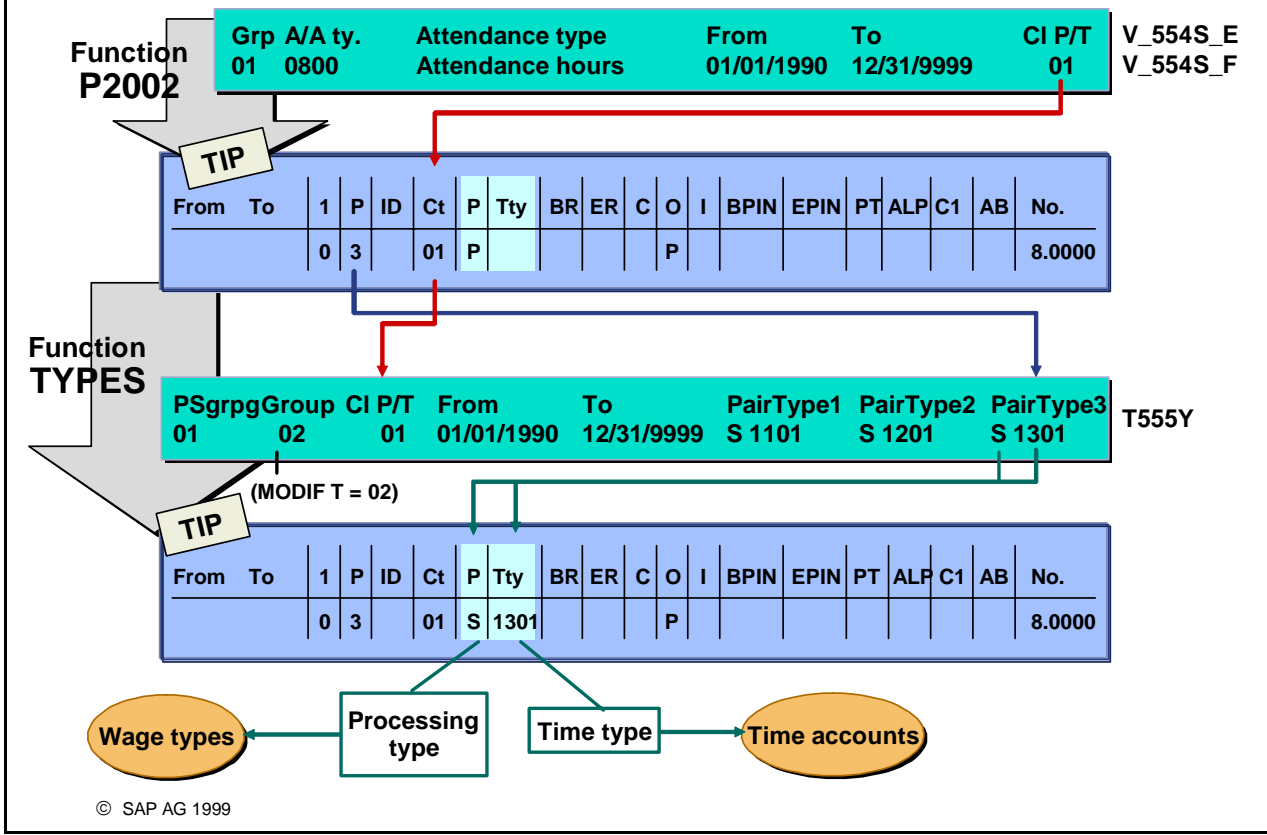 Function
P2002
Grp A/A ty. Attendance type From To Cl P/T
01 0800 Attendance hours 01/01/1990 12/31/9999 01
V_554S_E
V_554S_F
TIP
From To 1 P ID Ct P Tty BR ER C O I BPIN EPIN PT ALP C1 AB No.
0 3 01 P P 8.0000
Function
TYPES
PSgrpgGroup Cl P/T From To PairType1 PairType2 PairType3
01 02 01 01/01/1990 12/31/9999 S 1101 S 1201 S 1301
T555Y
(MODIF T = 02)
TIP
From To 1 P ID Ct P Tty BR ER C O I BPIN EPIN PT ALP C1 AB No.
0 3 01 S 1301 P 8.0000
Wage types
Processing
type
Time type
Time accounts
© SAP AG 1999